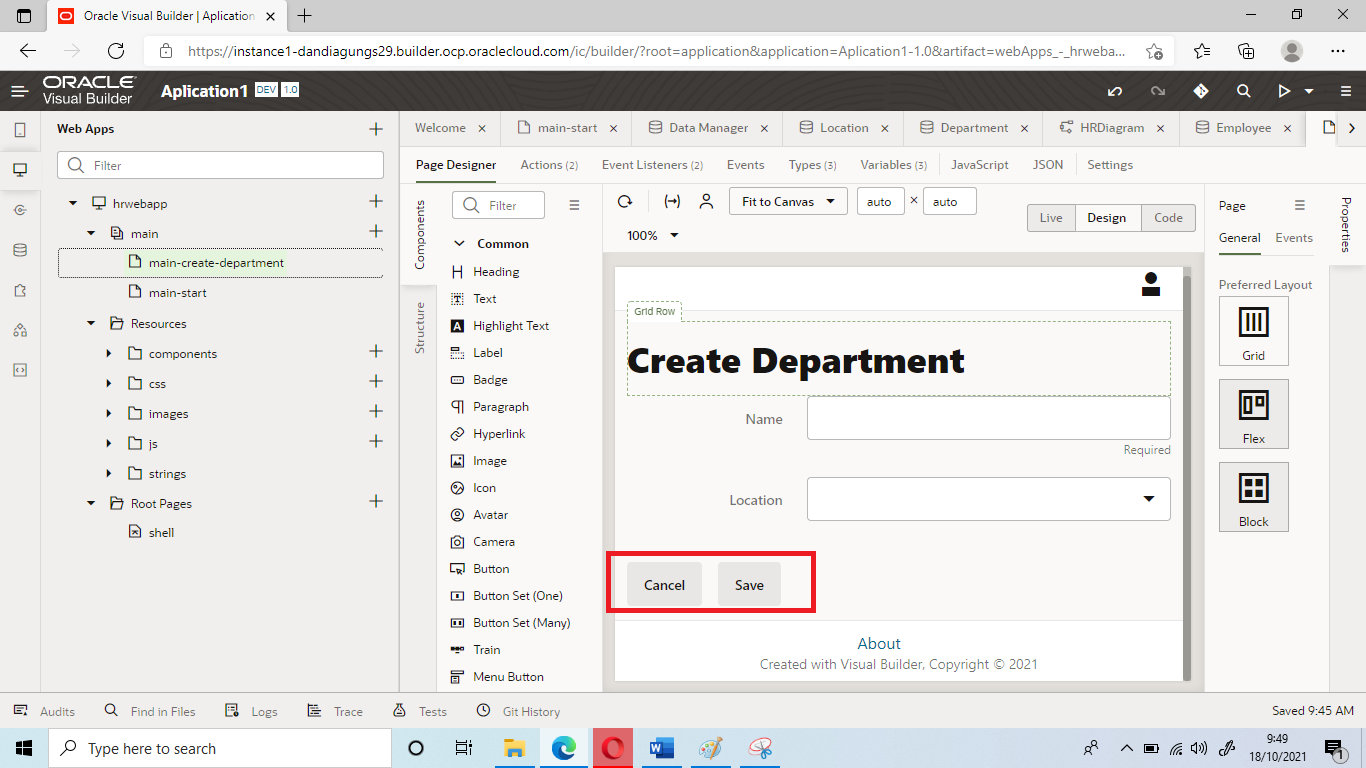 Oracle Visual Builder | Aplication
https://instance1-dandiagungs29.builder.ocp.oraclecloud.com/ic/builder/?root=application&application=Aplication1-1.0&artifact=webApps_-_hrweba...
ORACLE
Visual Builder
Aplication1 DEV 1.0
Web Apps
Filter
hrwebapp
main
main-create-department
main-start
Resources
components
css
images
js
strings
Root Pages
shell
Welcome
main-start
Data Manager
Location
Department
HRDiagram
Employee
Page Designer
Actions (2)
Event Listeners (2)
Events
Types (3)
Variables (3)
JavaScript
JSON
Settings
Components
Structure
Filter
Common
Heading
Text
Highlight Text
Label
Badge
Paragraph
Hyperlink
Image
Icon
Avatar
Camera
Button
Button Set (One)
Button Set (Many)
Train
Menu Button
Fit to Canvas
auto × auto
100%
Live
Design
Code
Grid Row
Create Department
Name
Required
Location
Cancel
Save
About
Created with Visual Builder, Copyright © 2021
Page
General
Events
Preferred Layout
Grid
Flex
Block
Properties
Audits
Find in Files
Logs
Trace
Tests
Git History
Saved 9:45 AM
Type here to search
9:49
18/10/2021
1